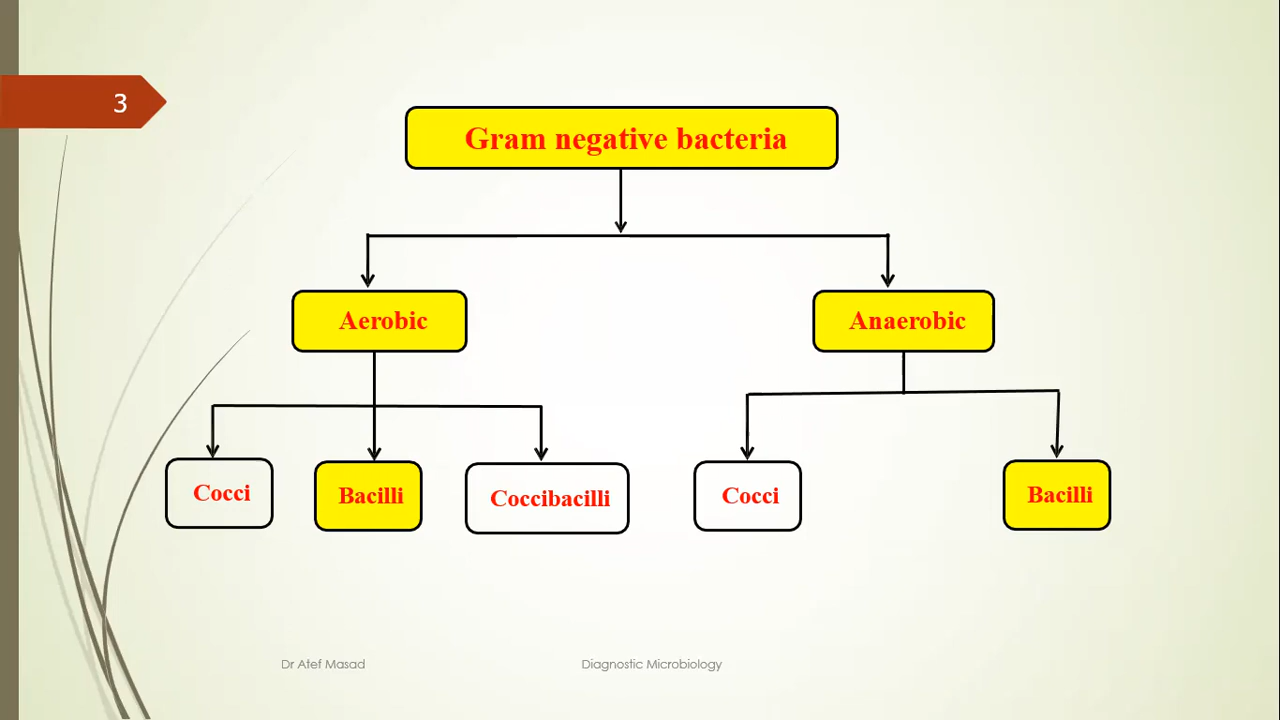 3
Gram negative bacteria
Aerobic
Anaerobic
Cocci
Bacilli
Coccibacilli
Cocci
Bacilli
Dr Atef Masad
Diagnostic Microbiology